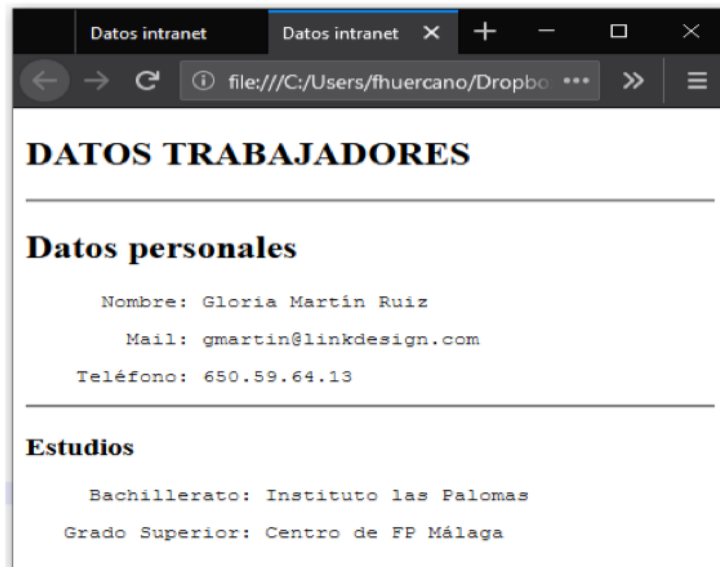 Datos intranet Datos intranet
file:///C:/Users/fhuercano/Dropbo
DATOS TRABAJADORES
Datos personales
Nombre: Gloria Martín Ruiz
Mail: gmartin@linkdesign.com
Teléfono: 650.59.64.13
Estudios
Bachillerato: Instituto las Palomas
Grado Superior: Centro de FP Málaga